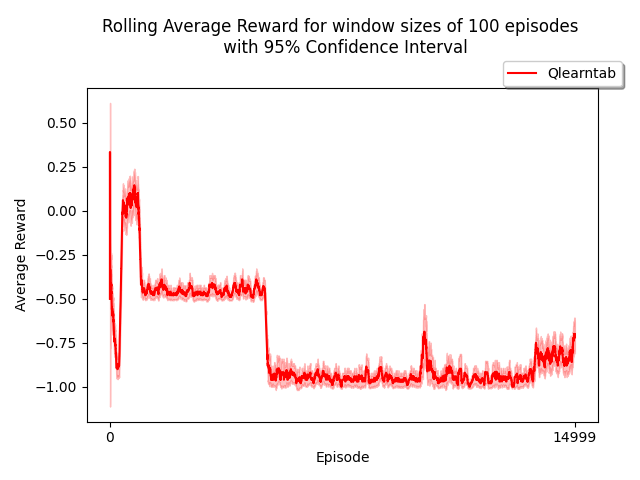 Rolling Average Reward for window sizes of 100 episodes
with 95% Confidence Interval
Qlearntab
0.50
0.25
0.00
−0.25
−0.50
−0.75
−1.00
Average Reward
0 14999
Episode